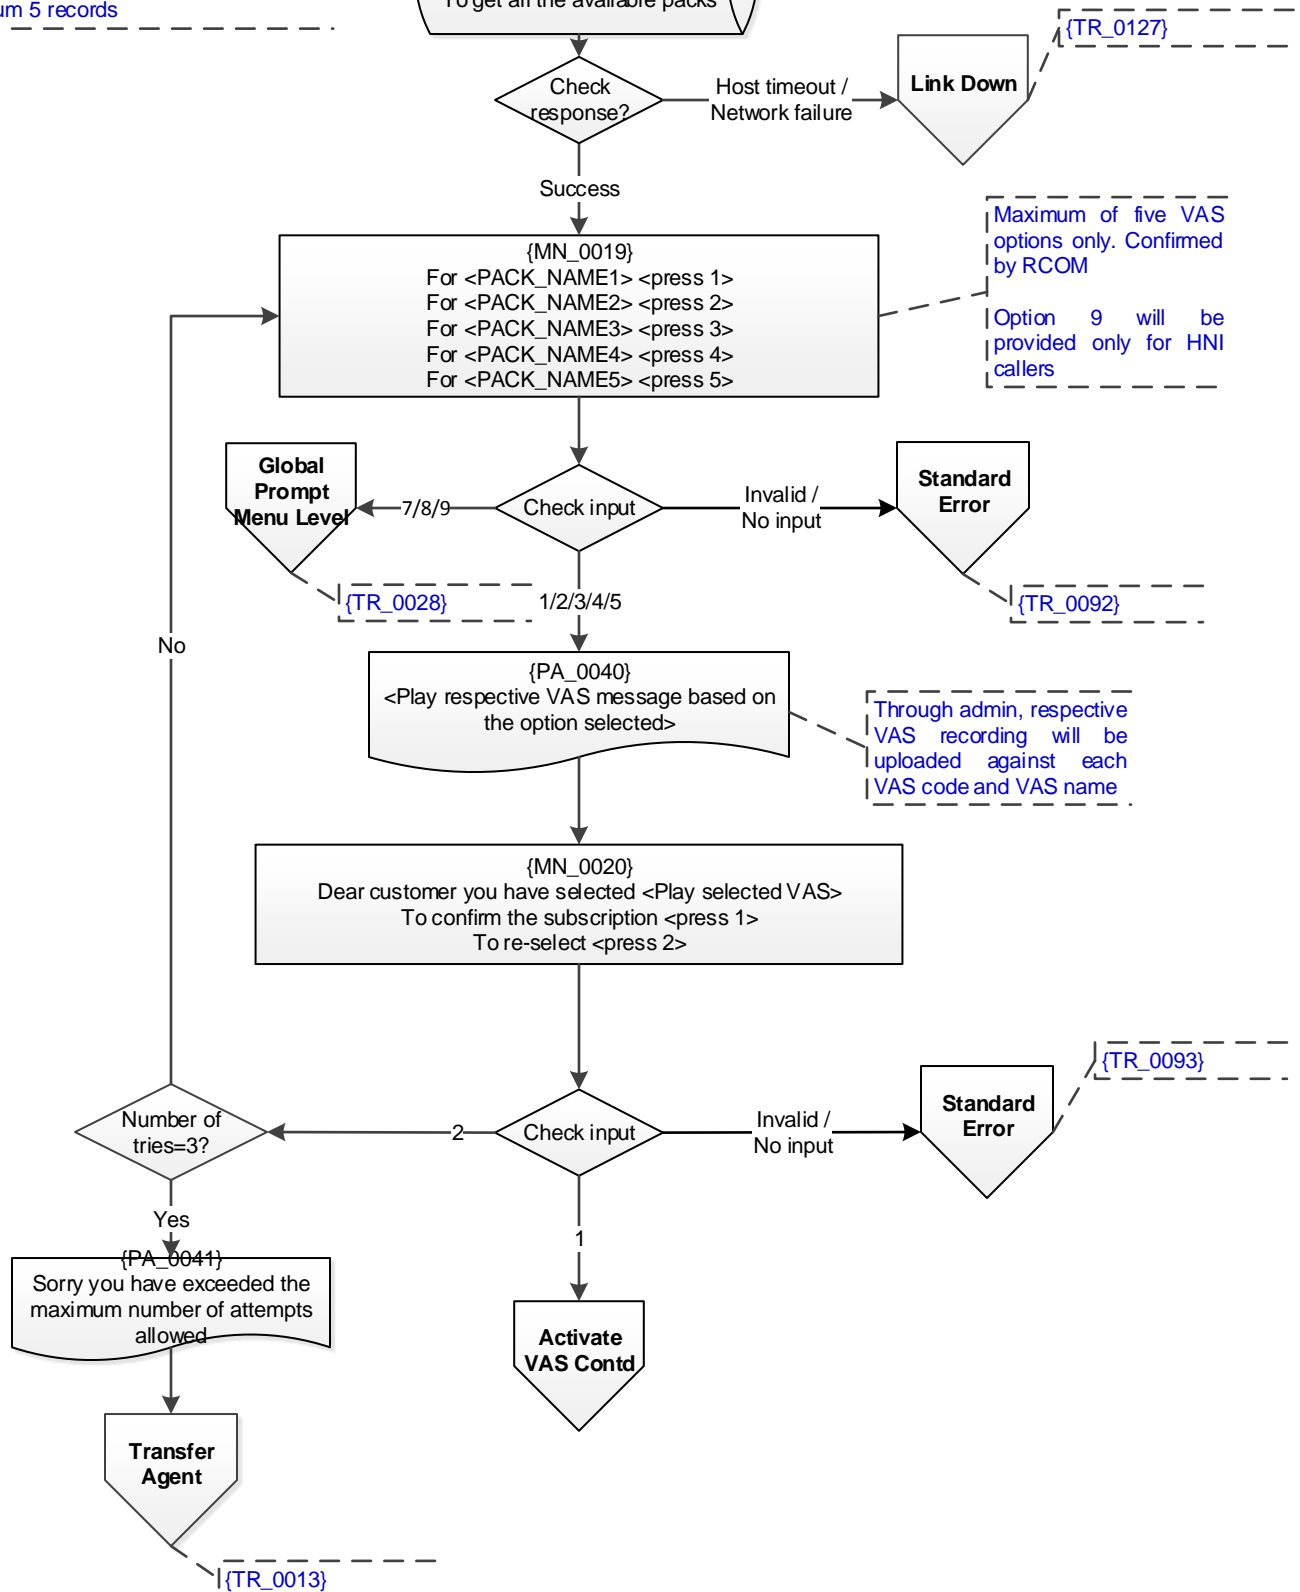 To get all the available packs
um 5 records
{TR_0127}
Link Down
Check
response?
Host timeout /
Network failure
Success
Maximum of five VAS
options only. Confirmed
by RCOM
Option 9 will be
provided only for HNI
callers
{MN_0019}
For <PACK_NAME1> <press 1>
For <PACK_NAME2> <press 2>
For <PACK_NAME3> <press 3>
For <PACK_NAME4> <press 4>
For <PACK_NAME5> <press 5>
Global
Prompt
Menu Level
7/8/9
Check input
Invalid /
No input
Standard
Error
{TR_0028}
1/2/3/4/5
{TR_0092}
No
{PA_0040}
<Play respective VAS message based on
the option selected>
Through admin, respective
VAS recording will be
uploaded against each
VAS code and VAS name
{MN_0020}
Dear customer you have selected <Play selected VAS>
To confirm the subscription <press 1>
To re-select <press 2>
{TR_0093}
Number of
tries=3?
2
Check input
Invalid /
No input
Standard
Error
Yes
1
{PA_0041}
Sorry you have exceeded the
maximum number of attempts
allowed
Activate
VAS Contd
Transfer
Agent
{TR_0013}